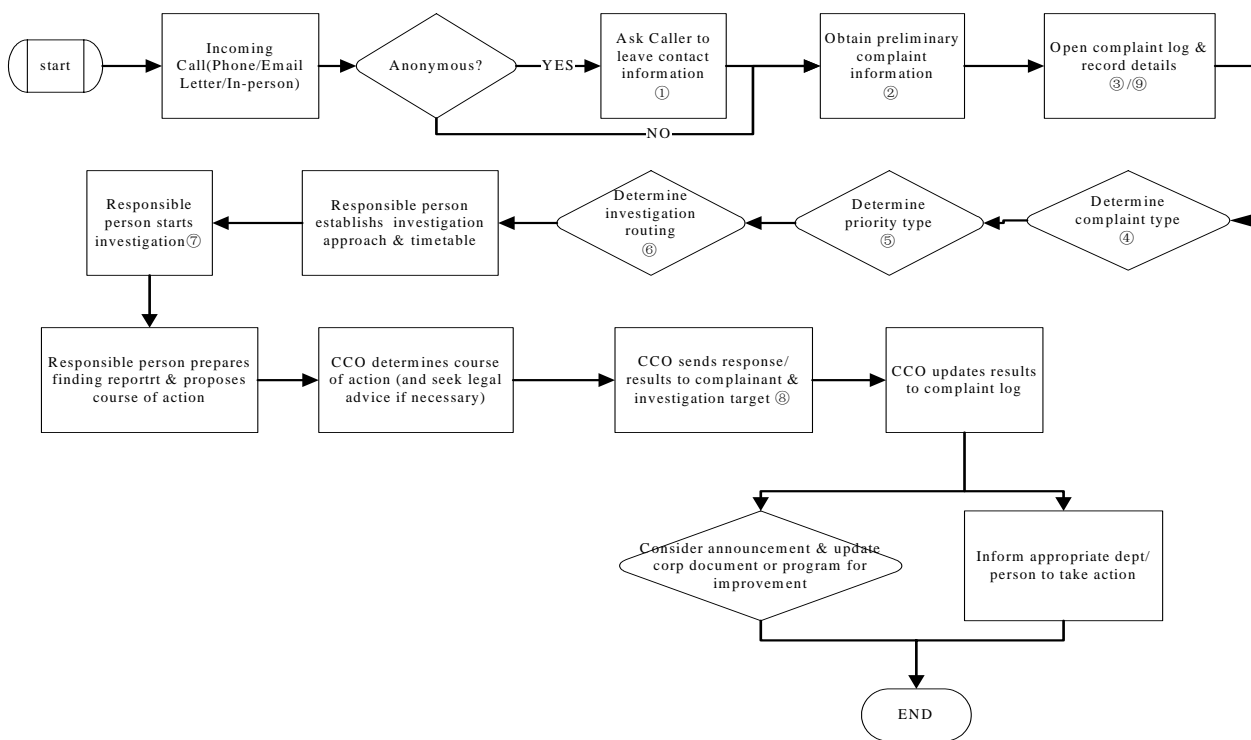 start
Incoming
Call(Phone/Email
Letter/In-person)
Anonymous?
YES
NO
Ask Caller to
leave contact
information
①
Obtain preliminary
complaint
information
②
Open complaint log &
record details
③/⑨
Determine
complaint type
④
Determine
priority type
⑤
Determine
investigation
routing
⑥
Responsible person
establishs investigation
approach & timetable
Responsible
person starts
investigation⑦
Responsible person prepares
finding reportrt & proposes
course of action
CCO determines course
of action (and seek legal
advice if necessary)
CCO sends response/
results to complainant &
investigation target ⑧
CCO updates results
to complaint log
Consider announcement & update
corp document or program for
improvement
Inform appropriate dept/
person to take action
END